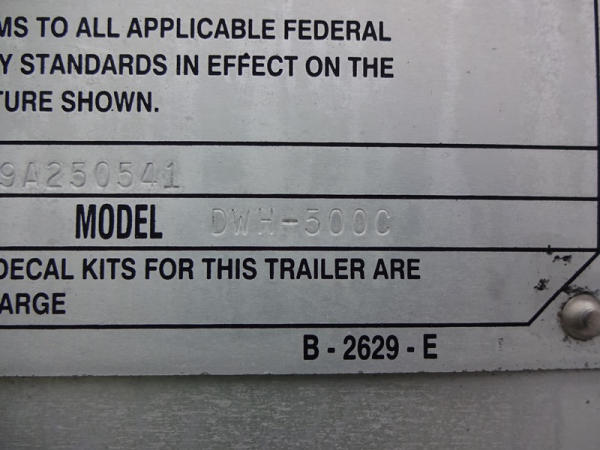 MS TO ALL APPLICABLE FEDERAL
Y STANDARDS IN EFFECT ON THE
TURE SHOWN.
9A250541
MODEL DWH-500C
DECAL KITS FOR THIS TRAILER ARE
ARGE
B - 2629 - E